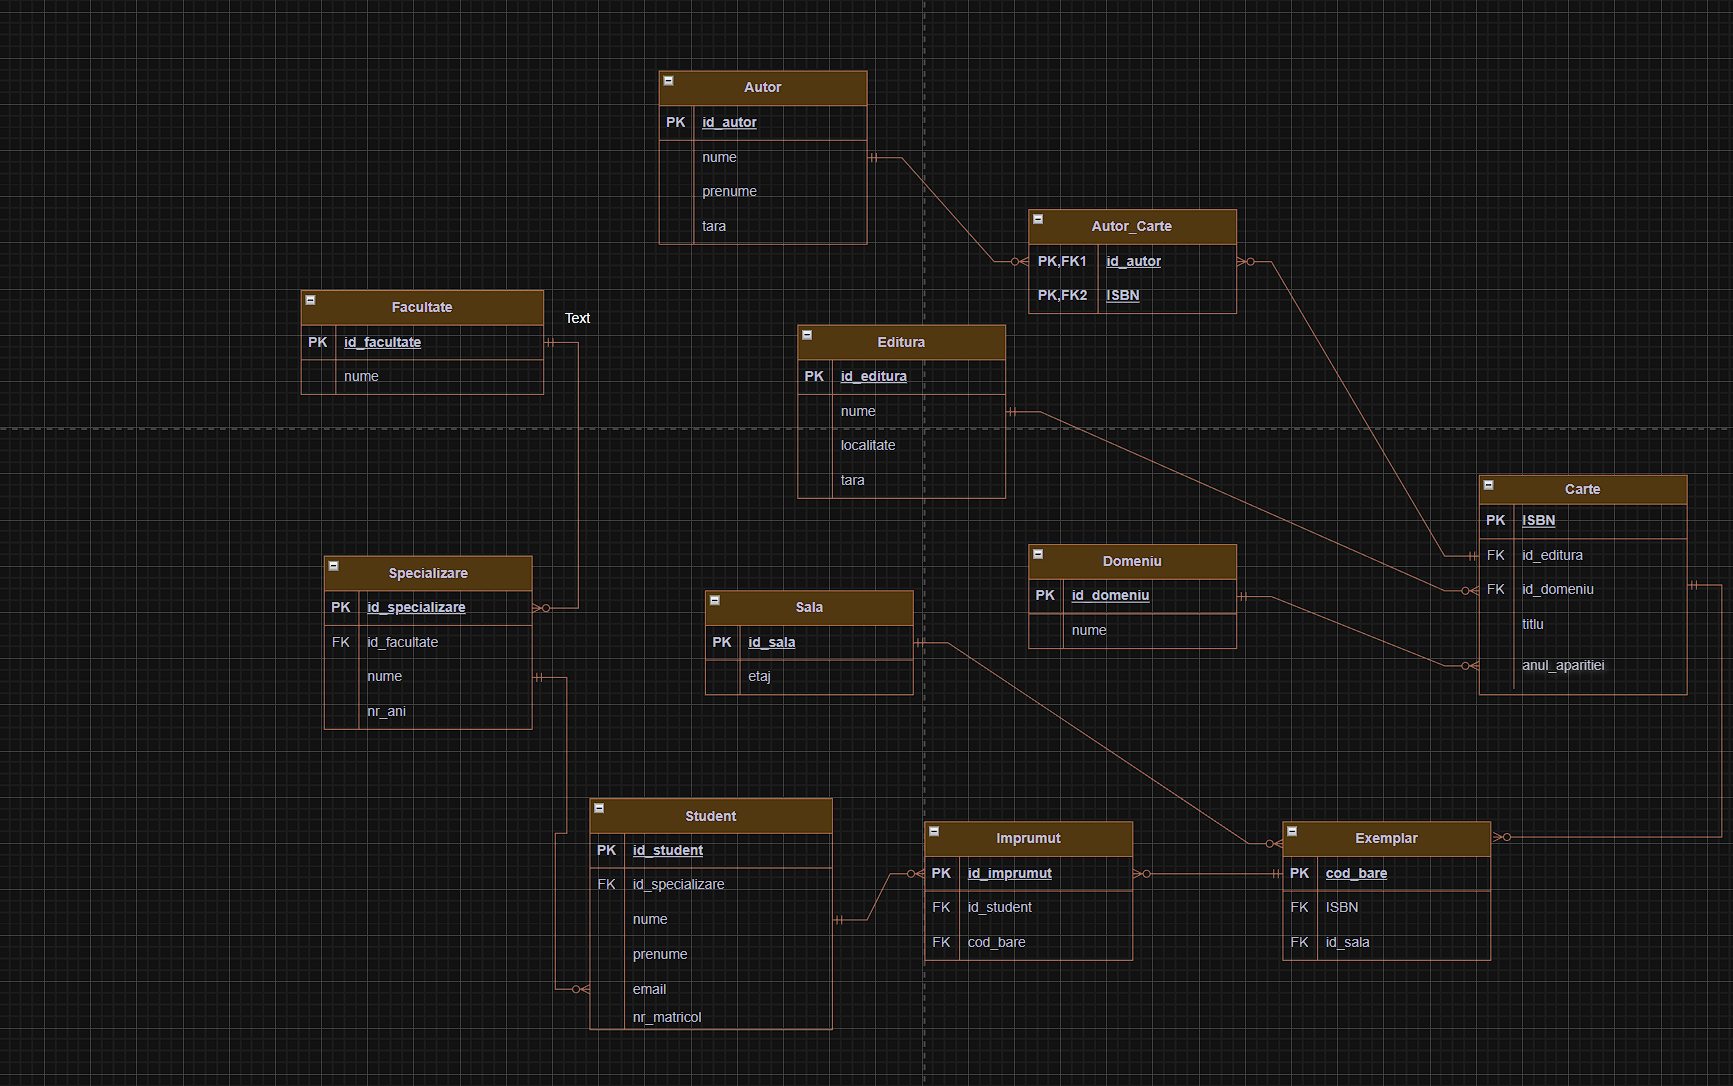 Autor
PK id_autor
nume
prenume
tara
Autor_Carte
PK,FK1 id_autor
PK,FK2 ISBN
Facultate
PK id_facultate
nume
Text
Editura
PK id_editura
nume
localitate
tara
Carte
PK ISBN
FK id_editura
FK id_domeniu
titlu
anul_aparitiei
Specializare
PK id_specializare
FK id_facultate
nume
nr_ani
Sala
PK id_sala
etaj
Domeniu
PK id_domeniu
nume
Student
PK id_student
FK id_specializare
nume
prenume
email
nr_matricol
Imprumut
PK id_imprumut
FK id_student
FK cod_bare
Exemplar
PK cod_bare
FK ISBN
FK id_sala